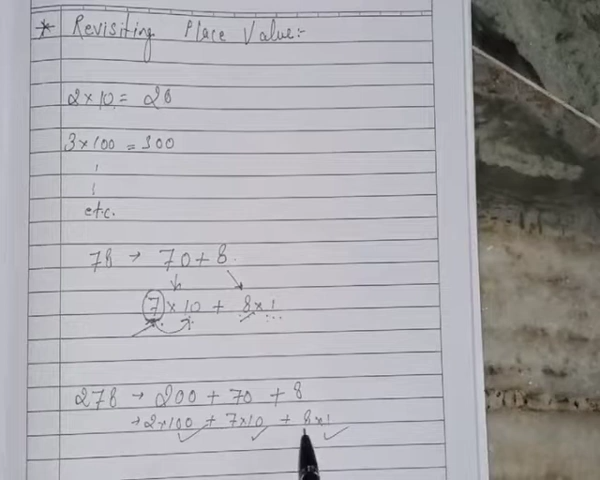 * Revisiting Place Value:-
2×10 = 20
3×100 = 300
etc.
78 → 70+8.
7×10 + 8×1
278 → 200 + 70 + 8
→ 2×100 + 7×10 + 8×1